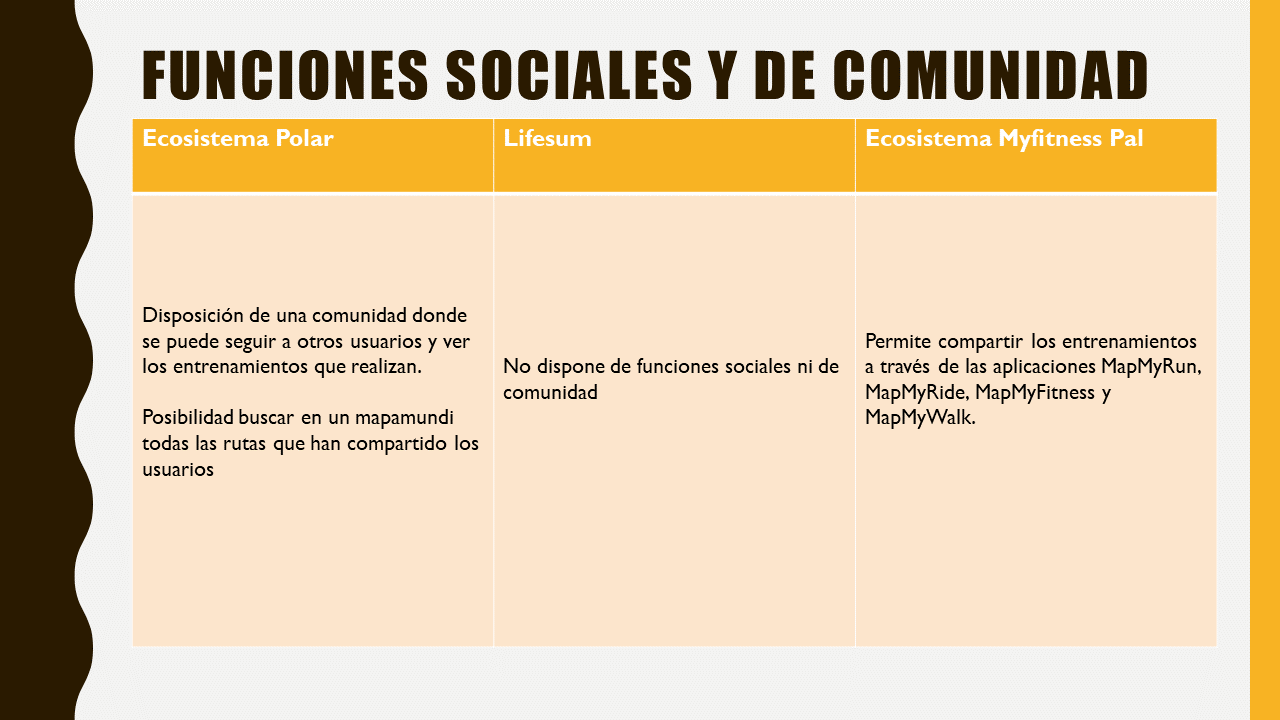 FUNCIONES SOCIALES Y DE COMUNIDAD
Ecosistema Polar
Lifesum
Ecosistema Myfitness Pal
Disposición de una comunidad donde
se puede seguir a otros usuarios y ver
los entrenamientos que realizan.
Posibilidad buscar en un mapamundi
todas las rutas que han compartido los
usuarios
No dispone de funciones sociales ni de
comunidad
Permite compartir los entrenamientos
a través de las aplicaciones MapMyRun,
MapMyRide, MapMyFitness y
MapMyWalk.